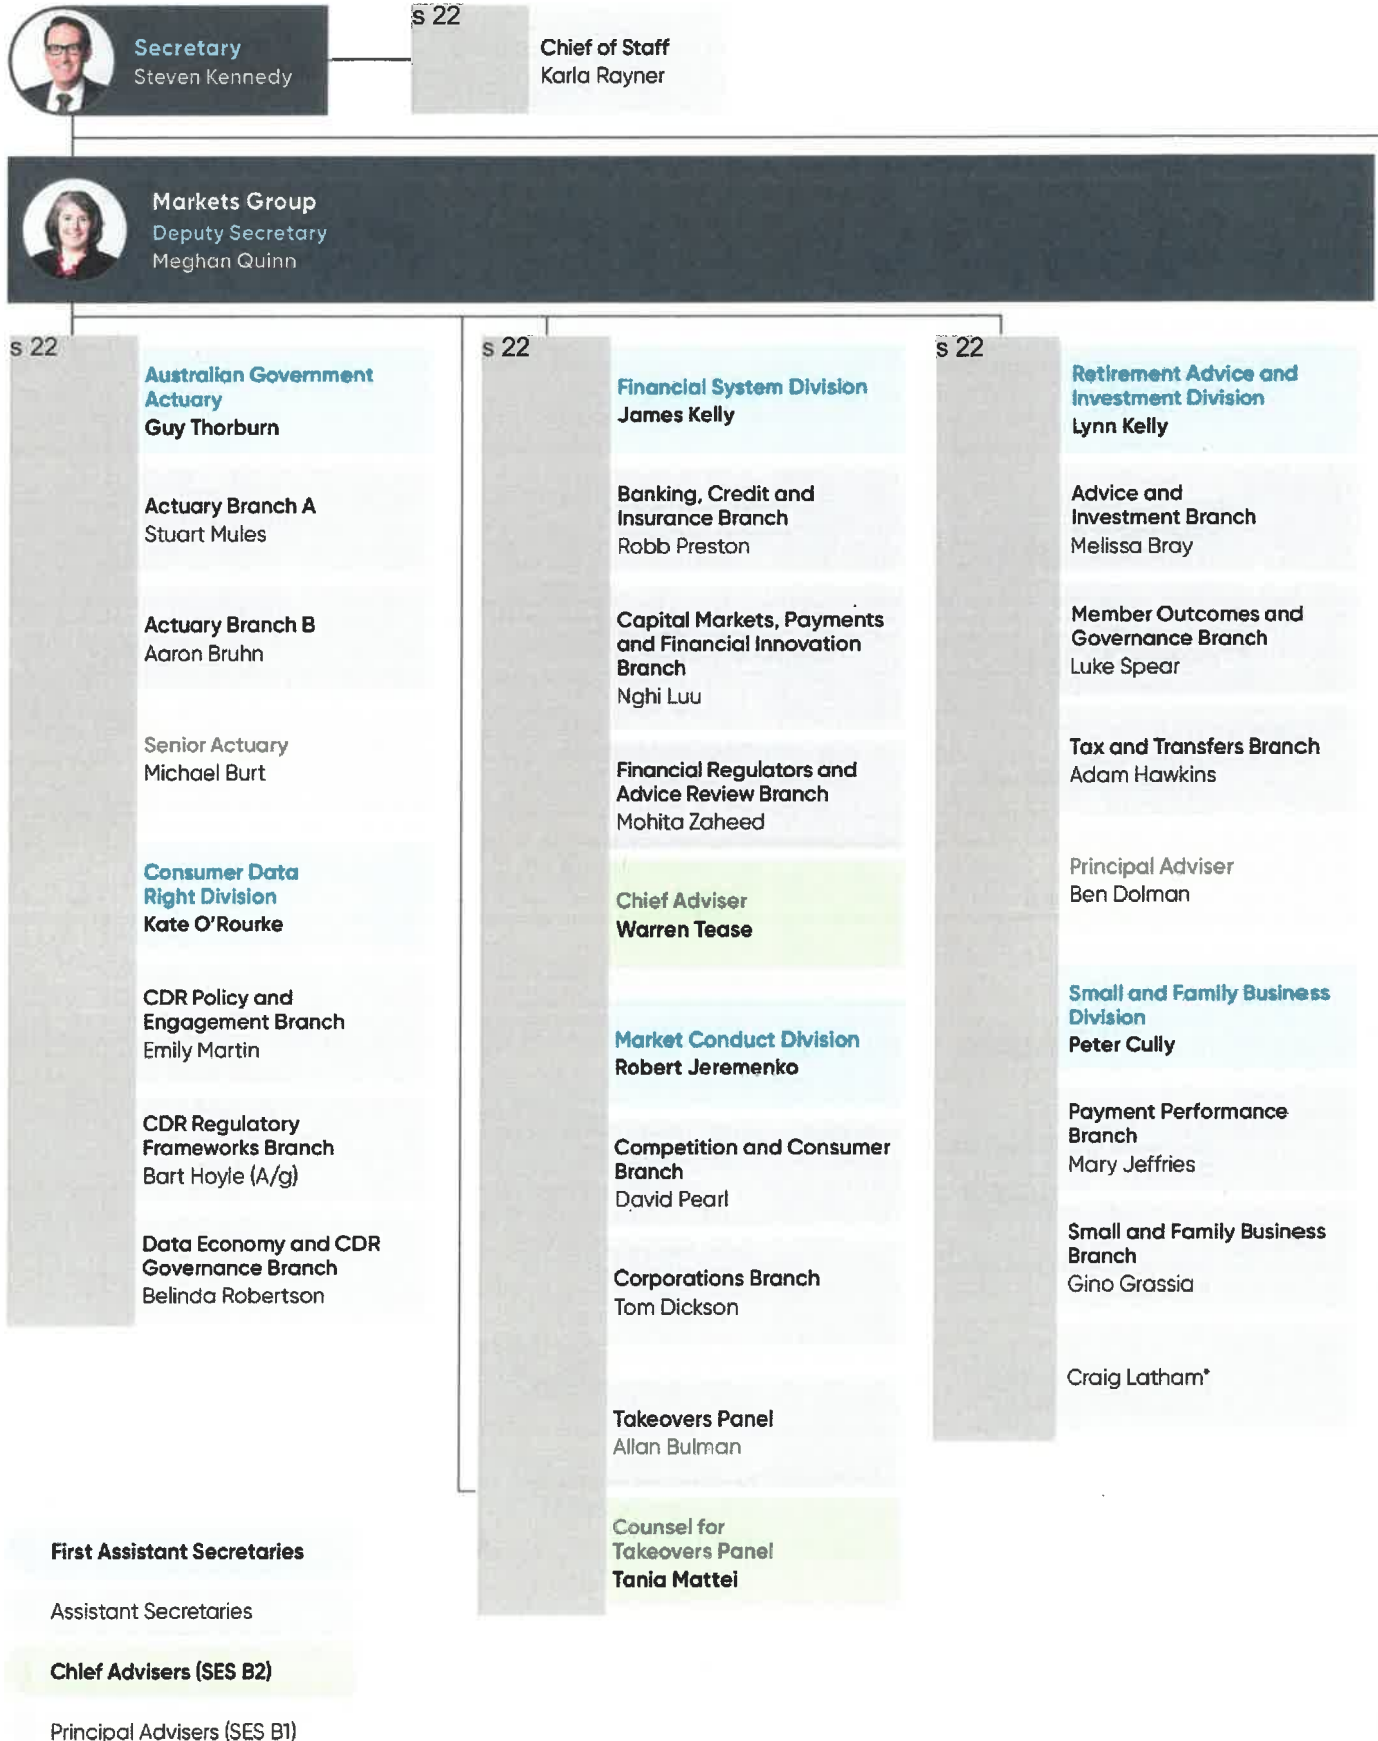 Secretary
Steven Kennedy
s 22
Chief of Staff
Karla Rayner
Markets Group
Deputy Secretary
Meghan Quinn
s 22
Australian Government
Actuary
Guy Thorburn
Actuary Branch A
Stuart Mules
Actuary Branch B
Aaron Bruhn
Senior Actuary
Michael Burt
Consumer Data
Right Division
Kate O'Rourke
CDR Policy and
Engagement Branch
Emily Martin
CDR Regulatory
Frameworks Branch
Bart Hoyle (A/g)
Data Economy and CDR
Governance Branch
Belinda Robertson
s 22
Financial System Division
James Kelly
Banking, Credit and
Insurance Branch
Robb Preston
Capital Markets, Payments
and Financial Innovation
Branch
Nghi Luu
Financial Regulators and
Advice Review Branch
Mohita Zaheed
Chief Adviser
Warren Tease
Market Conduct Division
Robert Jeremenko
Competition and Consumer
Branch
David Pearl
Corporations Branch
Tom Dickson
Takeovers Panel
Allan Bulman
Counsel for
Takeovers Panel
Tania Mattei
s 22
Retirement Advice and
Investment Division
Lynn Kelly
Advice and
Investment Branch
Melissa Bray
Member Outcomes and
Governance Branch
Luke Spear
Tax and Transfers Branch
Adam Hawkins
Principal Adviser
Ben Dolman
Small and Family Business
Division
Peter Cully
Payment Performance
Branch
Mary Jeffries
Small and Family Business
Branch
Gino Grassia
Craig Latham*
First Assistant Secretaries
Assistant Secretaries
Chief Advisers (SES B2)
Principal Advisers (SES B1)